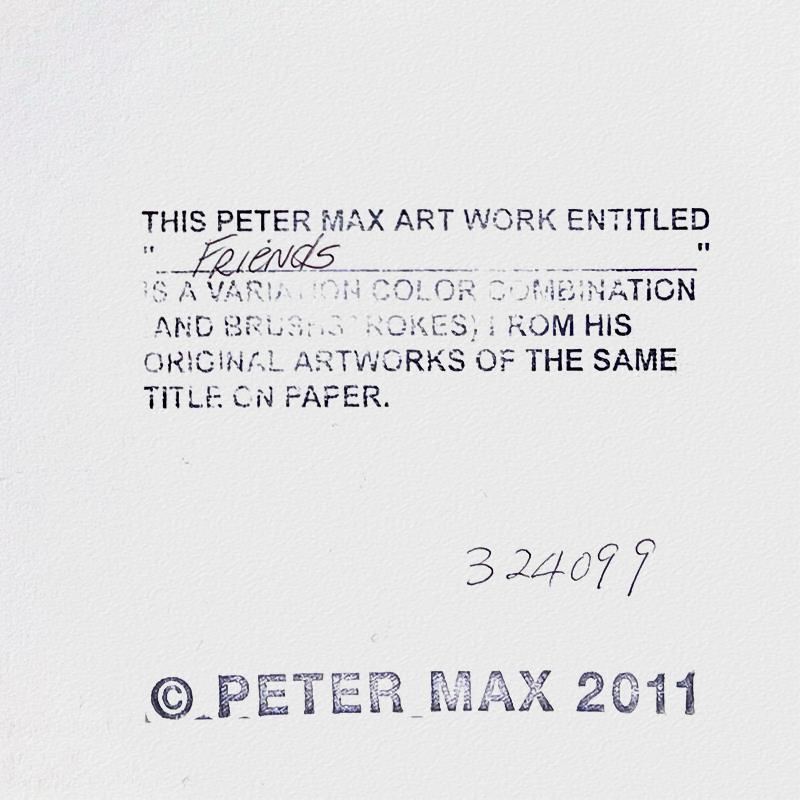 THIS PETER MAX ART WORK ENTITLED
" Friends "
IS A VARIATION COLOR COMBINATION
(AND BRUSHSTROKES) FROM HIS
ORIGINAL ARTWORKS OF THE SAME
TITLE ON PAPER.
324099
© PETER MAX 2011